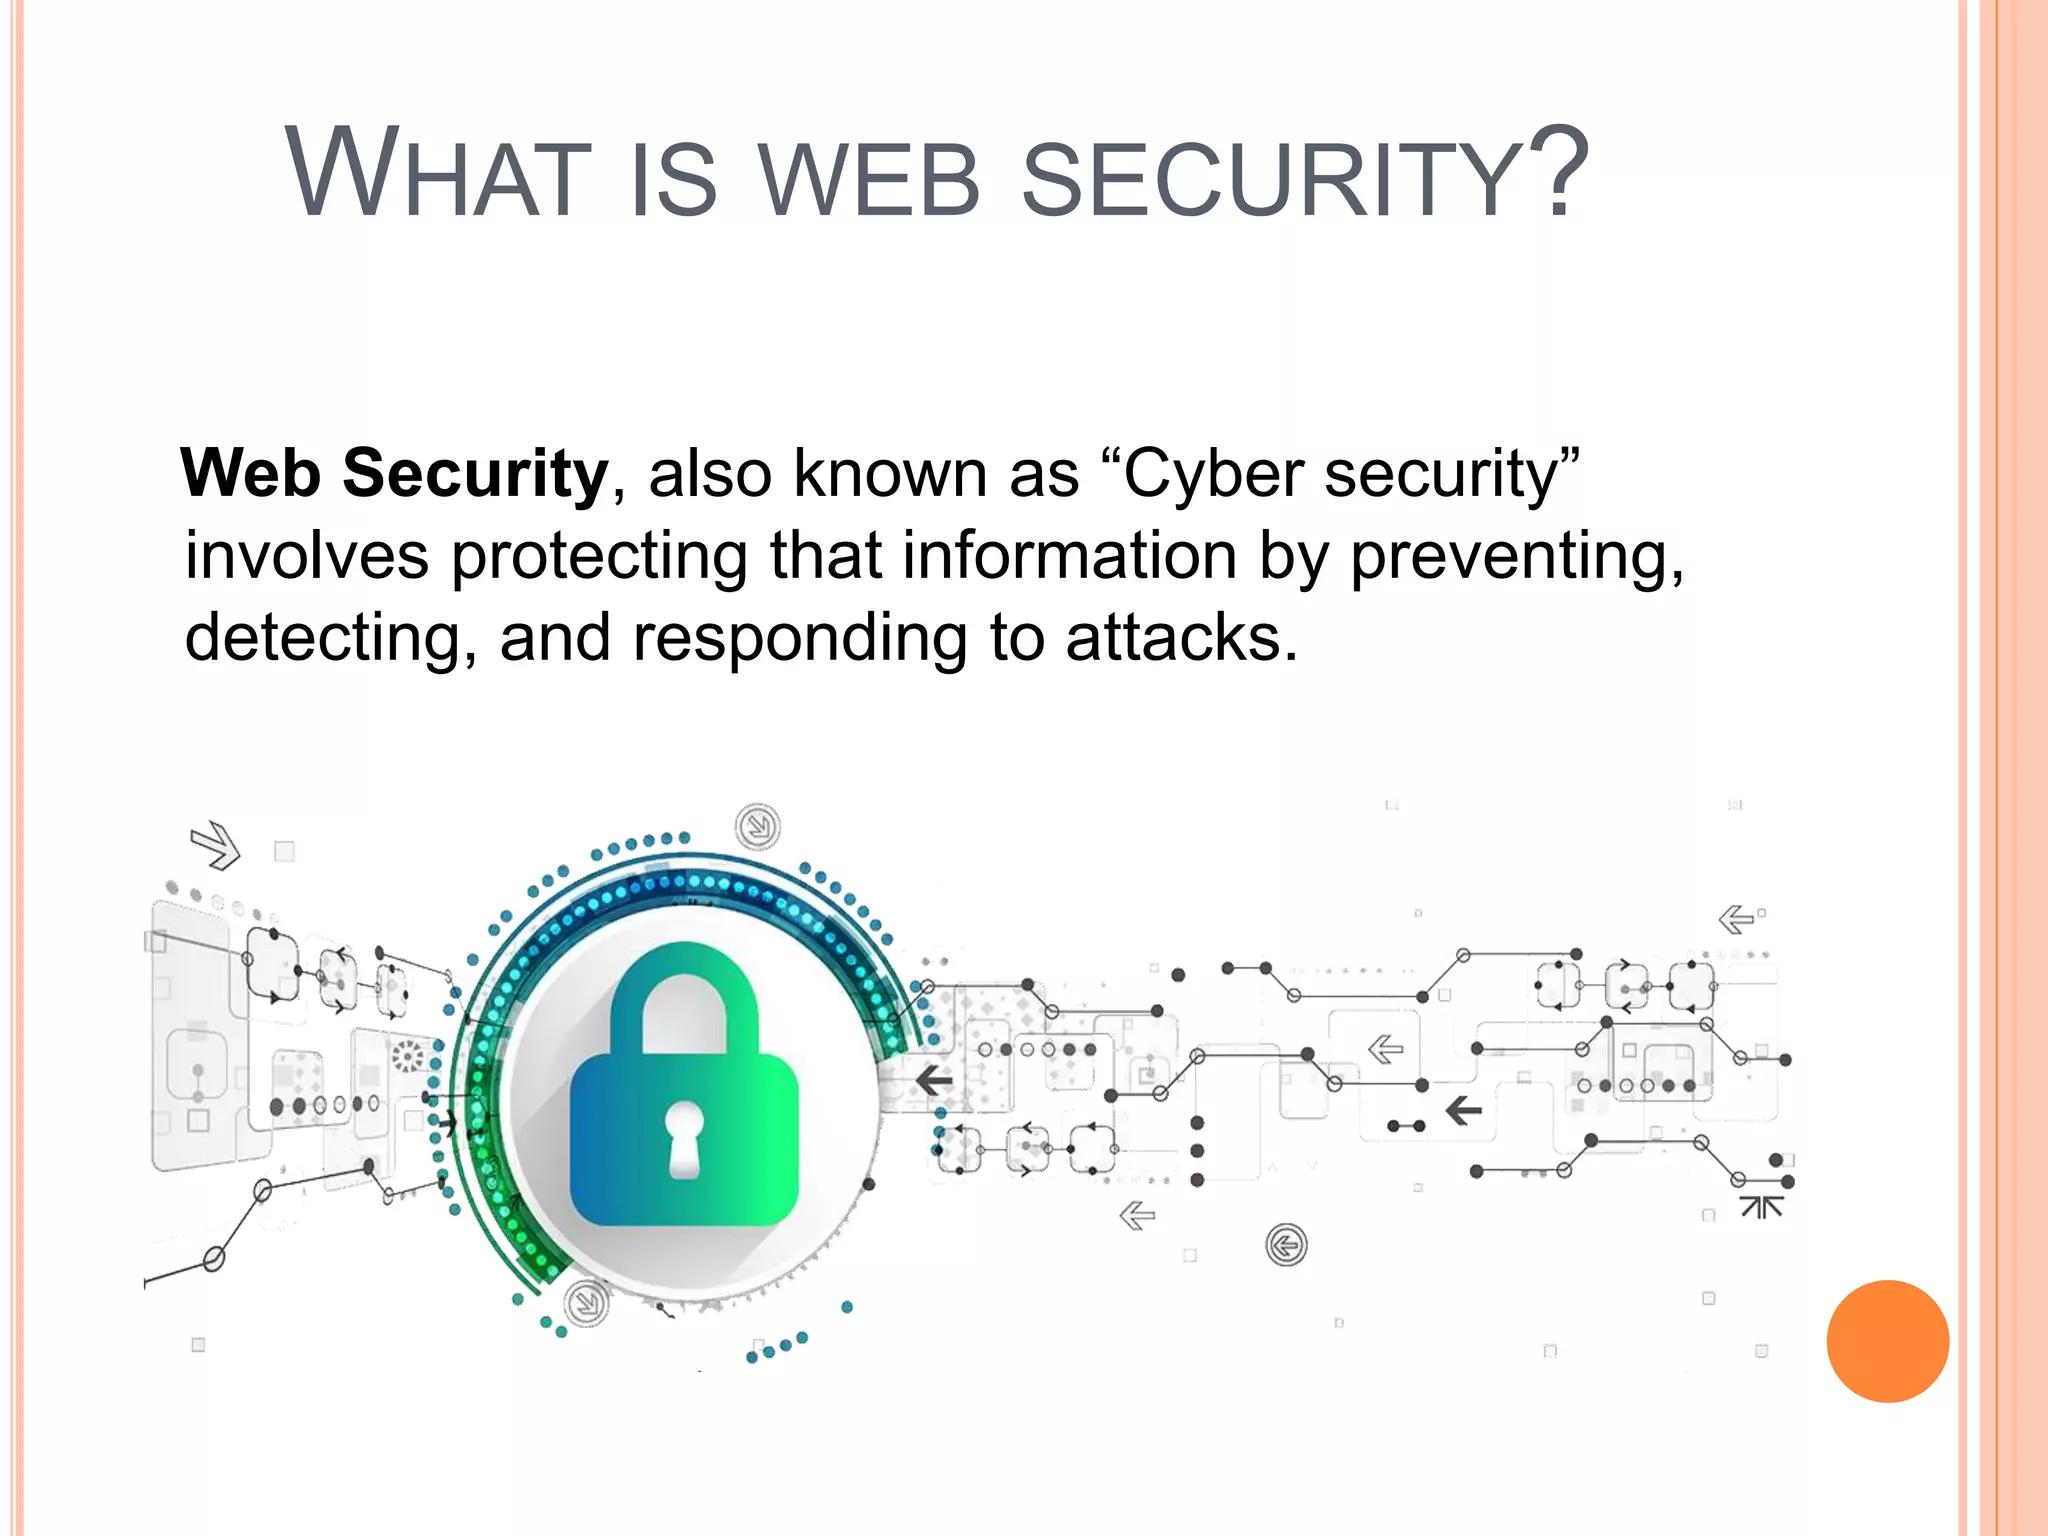 WHAT IS WEB SECURITY?
Web Security, also known as “Cyber security”
involves protecting that information by preventing,
detecting, and responding to attacks.